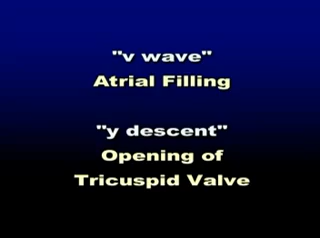 "v wave"
Atrial Filling
"y descent"
Opening of
Tricuspid Valve